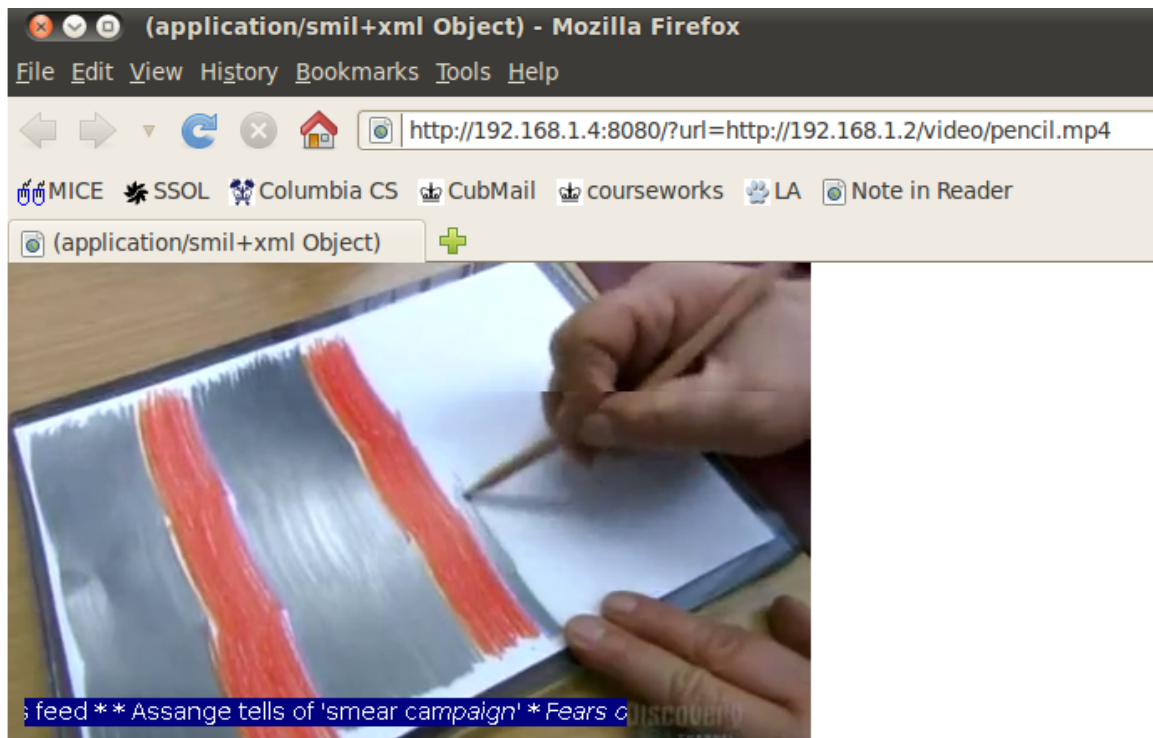 (application/smil+xml Object) - Mozilla Firefox
File Edit View History Bookmarks Tools Help
http://192.168.1.4:8080/?url=http://192.168.1.2/video/pencil.mp4
MICE SSOL Columbia CS CubMail courseworks LA Note in Reader
(application/smil+xml Object)
s feed * * Assange tells of 'smear campaign' * Fears
Discovery
CHANNEL